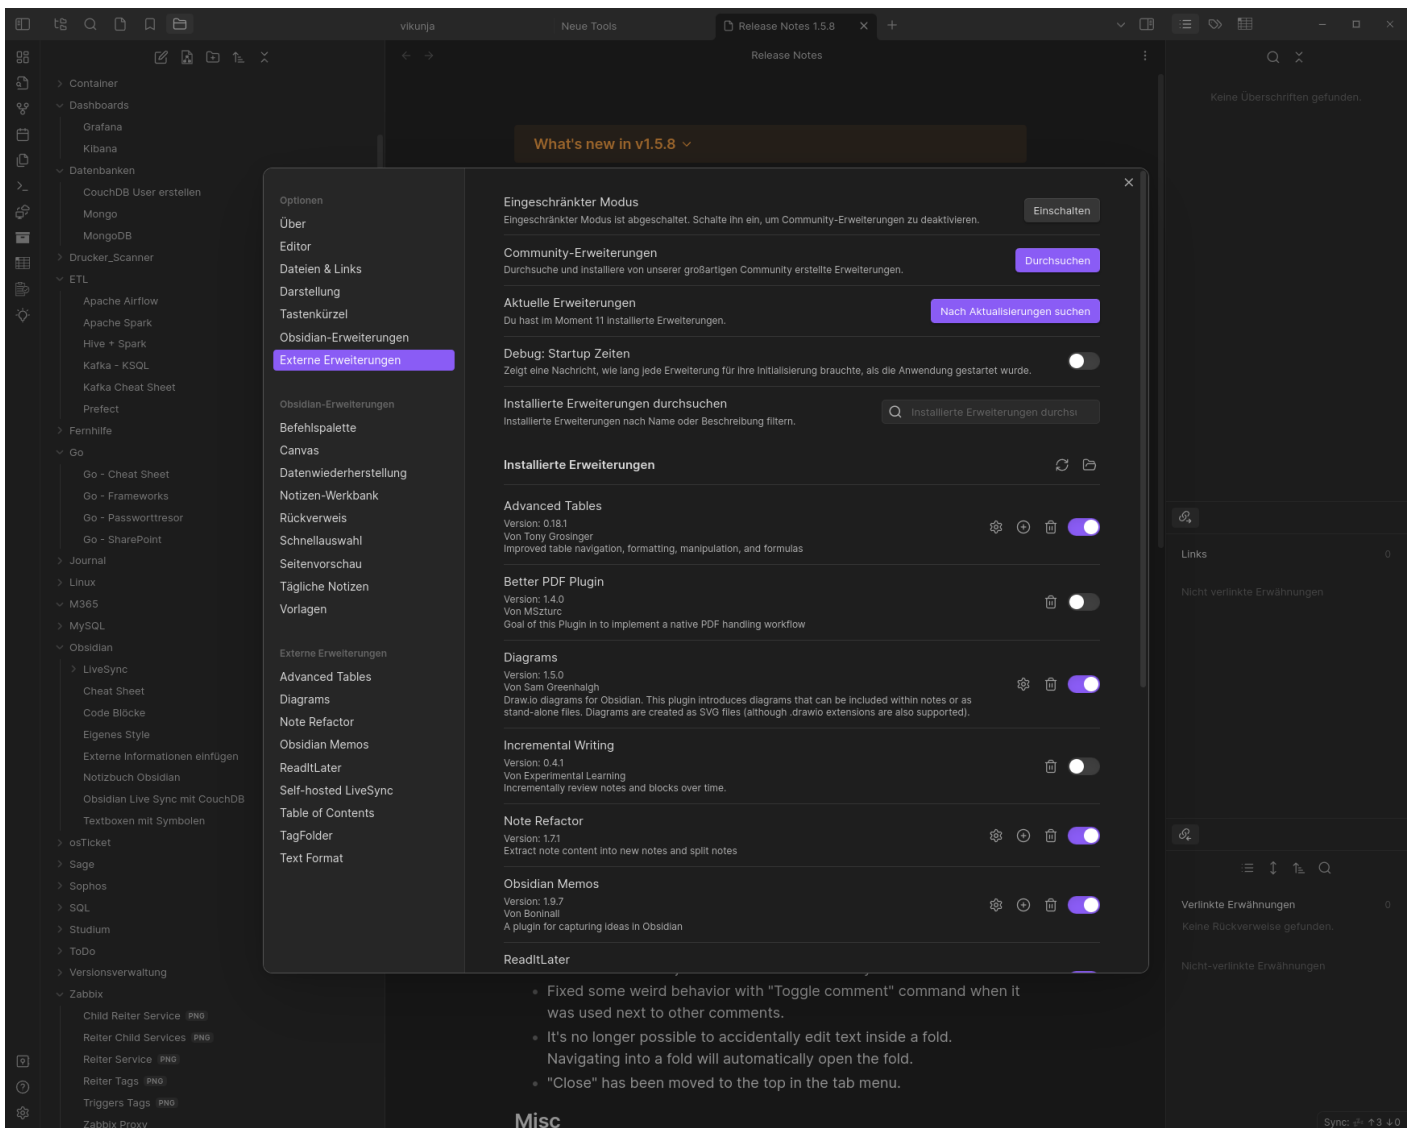 vikunja
Neue Tools
Release Notes 1.5.8
Release Notes
Container
Dashboards
Grafana
Kibana
Datenbanken
CouchDB User erstellen
Mongo
MongoDB
Drucker_Scanner
ETL
Apache Airflow
Apache Spark
Hive + Spark
Kafka - KSQL
Kafka Cheat Sheet
Prefect
Fernhilfe
Go
Go - Cheat Sheet
Go - Frameworks
Go - Passworttresor
Go - SharePoint
Journal
Linux
M365
MySQL
Obsidian
LiveSync
Cheat Sheet
Code Blöcke
Eigenes Style
Externe Informationen einfügen
Notizbuch Obsidian
Obsidian Live Sync mit CouchDB
Textboxen mit Symbolen
osTicket
Sage
Sophos
SQL
Studium
ToDo
Versionsverwaltung
Zabbix
Child Reiter Service PNG
Reiter Child Services PNG
Reiter Service PNG
Reiter Tags PNG
Triggers Tags PNG
Zabbix Proxy
What's new in v1.5.8
Optionen
Über
Editor
Dateien & Links
Darstellung
Tastenkürzel
Obsidian-Erweiterungen
Externe Erweiterungen
Obsidian-Erweiterungen
Befehlspalette
Canvas
Datenwiederherstellung
Notizen-Werkbank
Rückverweis
Schnellauswahl
Seitenvorschau
Tägliche Notizen
Vorlagen
Externe Erweiterungen
Advanced Tables
Diagrams
Note Refactor
Obsidian Memos
ReadItLater
Self-hosted LiveSync
Table of Contents
TagFolder
Text Format
Eingeschränkter Modus
Eingeschränkter Modus ist abgeschaltet. Schalte ihn ein, um Community-Erweiterungen zu deaktivieren.
Einschalten
Community-Erweiterungen
Durchsuche und installiere von unserer großartigen Community erstellte Erweiterungen.
Durchsuchen
Aktuelle Erweiterungen
Du hast im Moment 11 installierte Erweiterungen.
Nach Aktualisierungen suchen
Debug: Startup Zeiten
Zeigt eine Nachricht, wie lang jede Erweiterung für ihre Initialisierung brauchte, als die Anwendung gestartet wurde.
Installierte Erweiterungen durchsuchen
Installierte Erweiterungen nach Name oder Beschreibung filtern.
Installierte Erweiterungen durchsu
Installierte Erweiterungen
Advanced Tables
Version: 0.18.1
Von Tony Grosinger
Improved table navigation, formatting, manipulation, and formulas
Better PDF Plugin
Version: 1.4.0
Von MSzturc
Goal of this Plugin in to implement a native PDF handling workflow
Diagrams
Version: 1.5.0
Von Sam Greenhalgh
Draw.io diagrams for Obsidian. This plugin introduces diagrams that can be included within notes or as
stand-alone files. Diagrams are created as SVG files (although .drawio extensions are also supported).
Incremental Writing
Version: 0.4.1
Von Experimental Learning
Incrementally review notes and blocks over time.
Note Refactor
Version: 1.7.1
Extract note content into new notes and split notes
Obsidian Memos
Version: 1.9.7
Von Boninall
A plugin for capturing ideas in Obsidian
ReadItLater
Fixed some weird behavior with "Toggle comment" command when it
was used next to other comments.
It's no longer possible to accidentally edit text inside a fold.
Navigating into a fold will automatically open the fold.
"Close" has been moved to the top in the tab menu.
Misc
Keine Überschriften gefunden.
Links 0
Nicht verlinkte Erwähnungen
Verlinkte Erwähnungen 0
Keine Rückverweise gefunden.
Nicht-verlinkte Erwähnungen
Sync: 💤 ↑3 ↓0